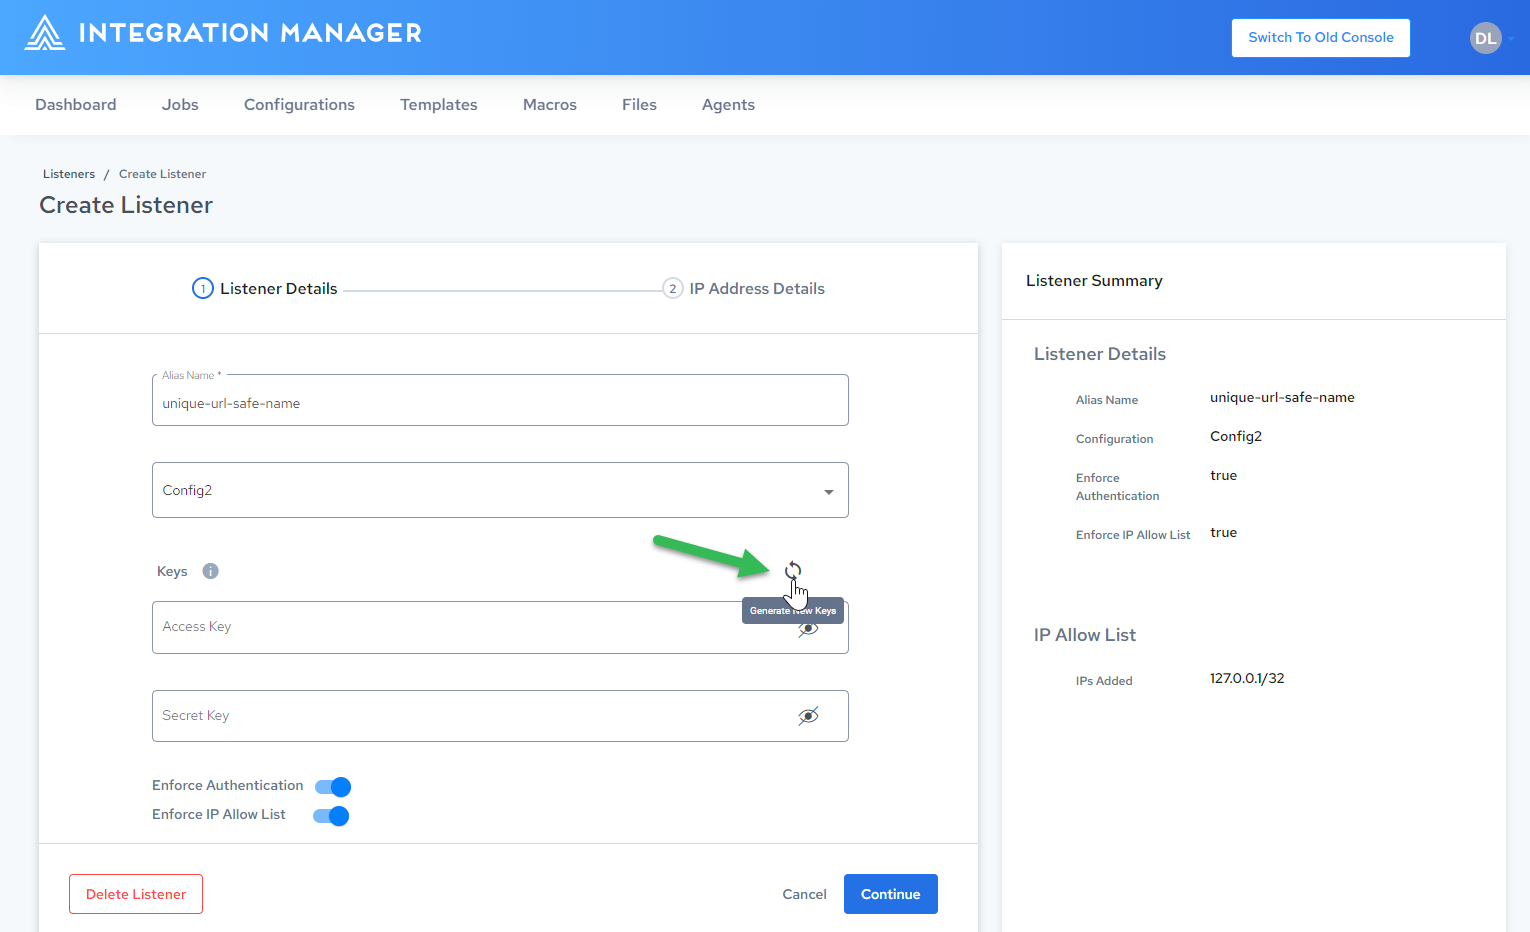 INTEGRATION MANAGER
Switch To Old Console
DL
Dashboard Jobs Configurations Templates Macros Files Agents
Listeners / Create Listener
Create Listener
1 Listener Details
2 IP Address Details
Alias Name *
unique-url-safe-name
Config2
Keys i
Generate New Keys
Access Key
Secret Key
Enforce Authentication
Enforce IP Allow List
Delete Listener
Cancel
Continue
Listener Summary
Listener Details
Alias Name unique-url-safe-name
Configuration Config2
Enforce true
Authentication
Enforce IP Allow List true
IP Allow List
IPs Added 127.0.0.1/32